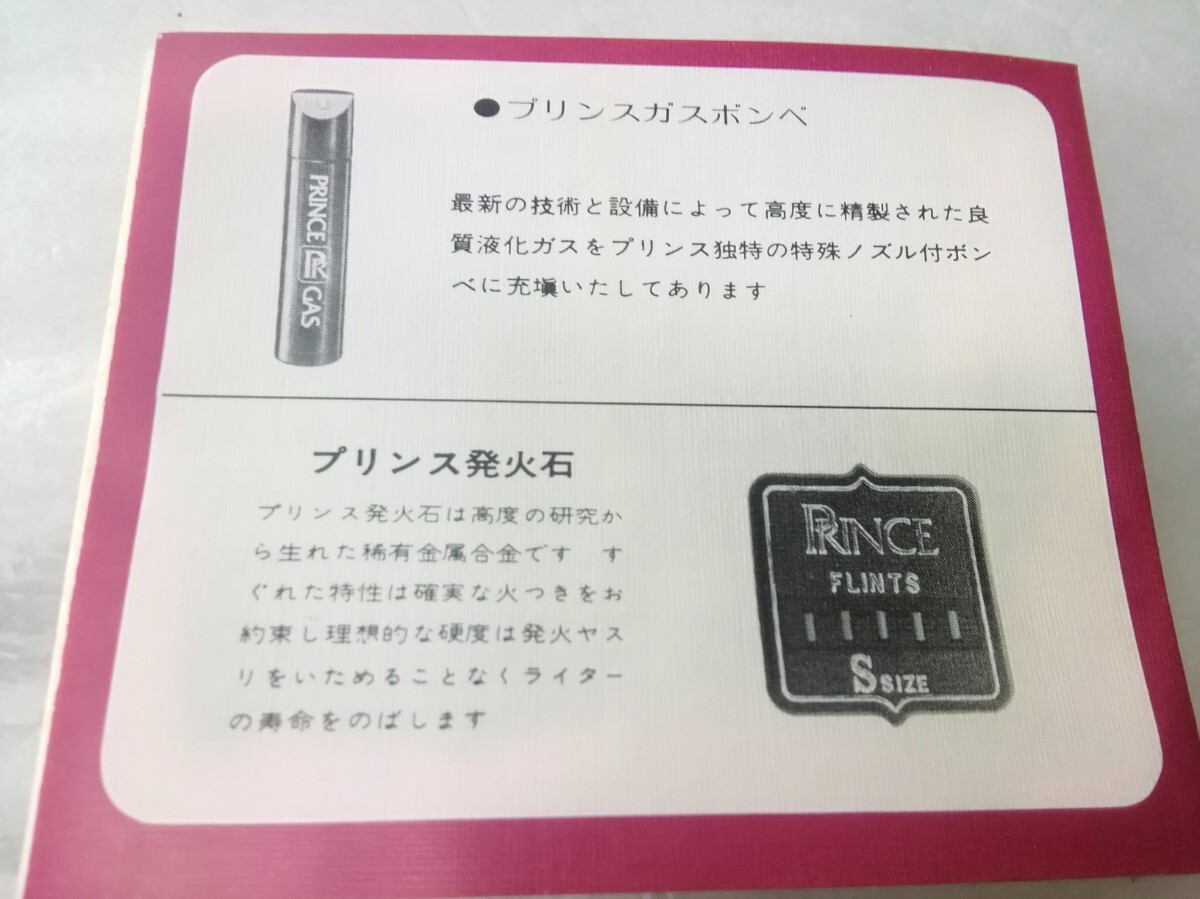 ●プリンスガスボンベ
最新の技術と設備によって高度に精製された良
質液化ガスをプリンス独特の特殊ノズル付ボン
ベに充塡いたしてあります
PRINCE PR GAS
プリンス発火石
プリンス発火石は高度の研究か
ら生れた稀有金属合金です　す
ぐれた特性は確実な火つきをお
約束し理想的な硬度は発火ヤス
リをいためることなくライター
の寿命をのばします
PRINCE
FLINTS
S SIZE